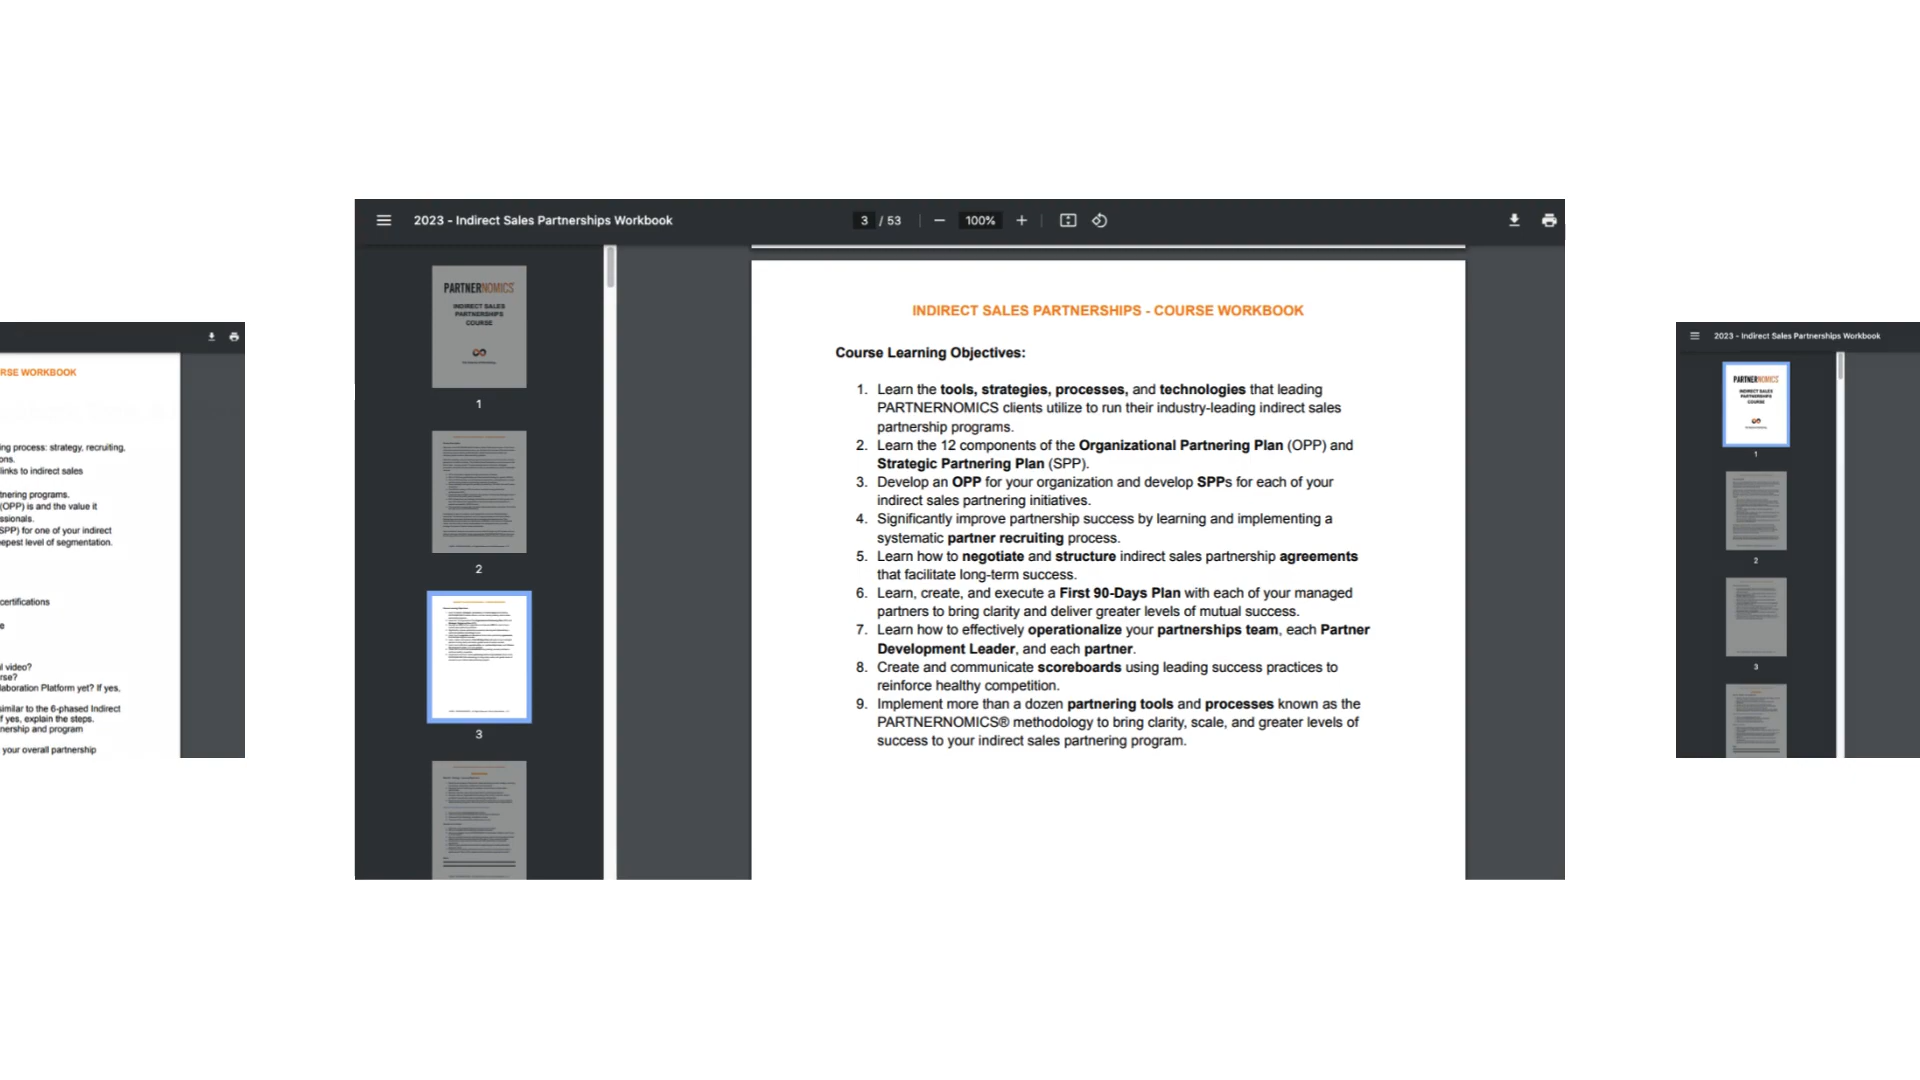 RSE WORKBOOK
ing process: strategy, recruiting,
ons.
links to indirect sales
tnering programs.
(OPP) is and the value it
ssionals.
SPP) for one of your indirect
eepest level of segmentation.
certifications
e
l video?
rse?
laboration Platform yet? If yes,
similar to the 6-phased Indirect
f yes, explain the steps.
nership and program
your overall partnership
2023 - Indirect Sales Partnerships Workbook
3 / 53
100%
PARTNERNOMICS
INDIRECT SALES
PARTNERSHIPS
COURSE
1
2
3
INDIRECT SALES PARTNERSHIPS - COURSE WORKBOOK
Course Learning Objectives:
1. Learn the tools, strategies, processes, and technologies that leading
PARTNERNOMICS clients utilize to run their industry-leading indirect sales
partnership programs.
2. Learn the 12 components of the Organizational Partnering Plan (OPP) and
Strategic Partnering Plan (SPP).
3. Develop an OPP for your organization and develop SPPs for each of your
indirect sales partnering initiatives.
4. Significantly improve partnership success by learning and implementing a
systematic partner recruiting process.
5. Learn how to negotiate and structure indirect sales partnership agreements
that facilitate long-term success.
6. Learn, create, and execute a First 90-Days Plan with each of your managed
partners to bring clarity and deliver greater levels of mutual success.
7. Learn how to effectively operationalize your partnerships team, each Partner
Development Leader, and each partner.
8. Create and communicate scoreboards using leading success practices to
reinforce healthy competition.
9. Implement more than a dozen partnering tools and processes known as the
PARTNERNOMICS® methodology to bring clarity, scale, and greater levels of
success to your indirect sales partnering program.
2023 - Indirect Sales Partnerships Workbook
PARTNERNOMICS
INDIRECT SALES
PARTNERSHIPS
COURSE
1
2
3